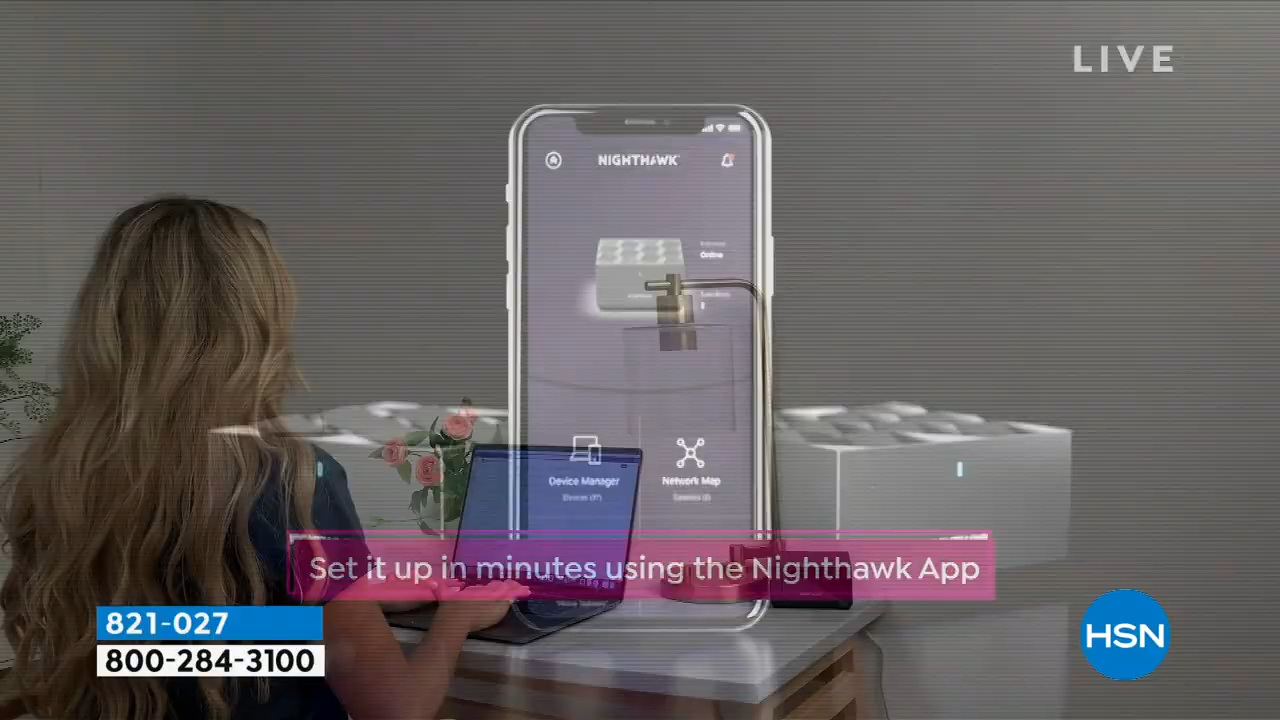 LIVE
NIGHTHAWK
Online
Device Manager
Network Map
Set it up in minutes using the Nighthawk App
821-027
800-284-3100
HSN